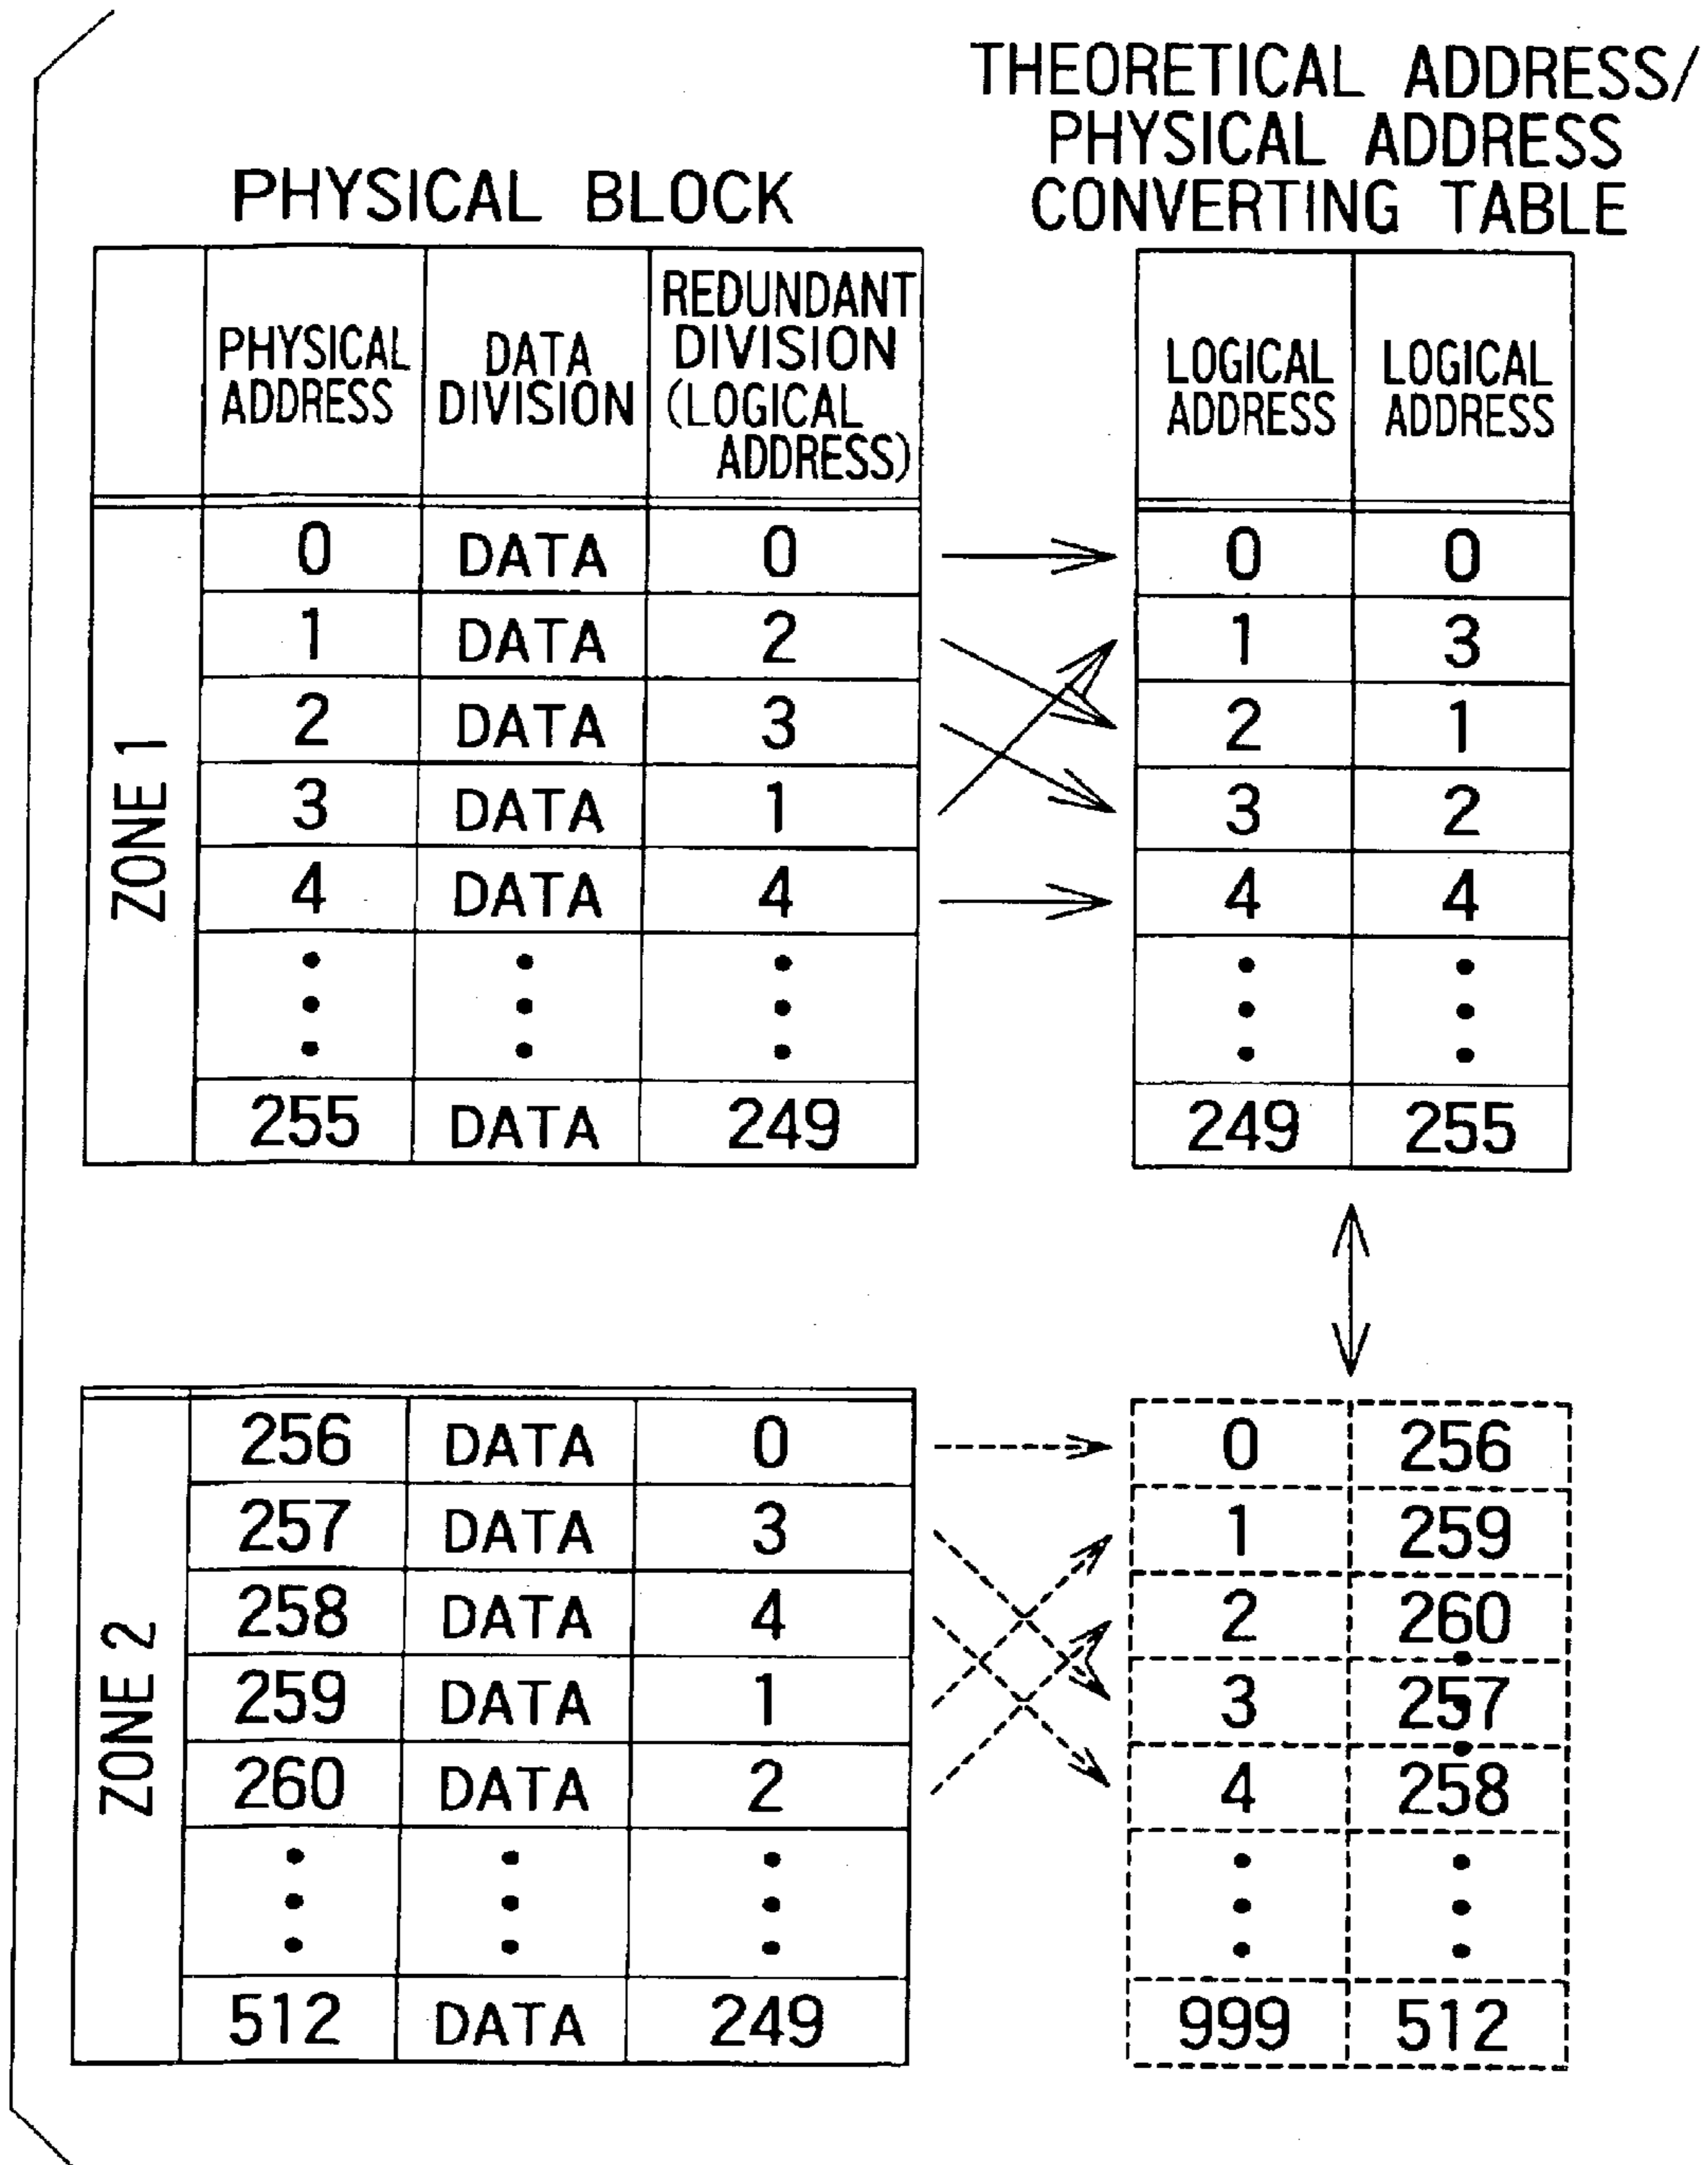 THEORETICAL ADDRESS/
PHYSICAL ADDRESS
CONVERTING TABLE
PHYSICAL BLOCK
PHYSICAL ADDRESS DATA DIVISION REDUNDANT DIVISION (LOGICAL ADDRESS) LOGICAL ADDRESS LOGICAL ADDRESS
ZONE 1
0 DATA 0 0 0
1 DATA 2 1 3
2 DATA 3 2 1
3 DATA 1 3 2
4 DATA 4 4 4
255 DATA 249 249 255
ZONE 2
256 DATA 0 0 256
257 DATA 3 1 259
258 DATA 4 2 260
259 DATA 1 3 257
260 DATA 2 4 258
512 DATA 249 999 512